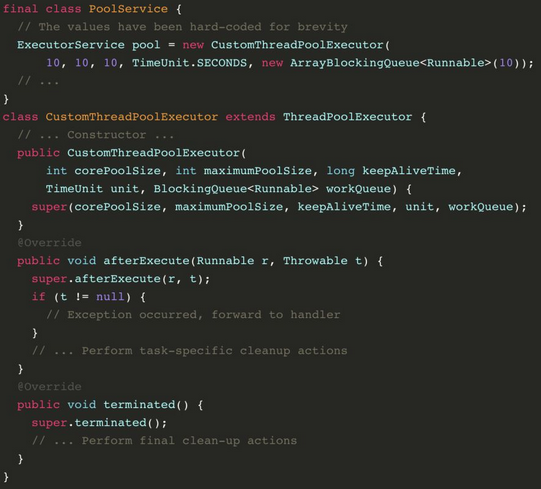 final class PoolService {
  // The values have been hard-coded for brevity
  ExecutorService pool = new CustomThreadPoolExecutor(
      10, 10, 10, TimeUnit.SECONDS, new ArrayBlockingQueue<Runnable>(10));
  // ...
}
class CustomThreadPoolExecutor extends ThreadPoolExecutor {
  // ... Constructor ...
  public CustomThreadPoolExecutor(
      int corePoolSize, int maximumPoolSize, long keepAliveTime,
      TimeUnit unit, BlockingQueue<Runnable> workQueue) {
    super(corePoolSize, maximumPoolSize, keepAliveTime, unit, workQueue);
  }
  @Override
  public void afterExecute(Runnable r, Throwable t) {
    super.afterExecute(r, t);
    if (t != null) {
      // Exception occurred, forward to handler
    }
    // ... Perform task-specific cleanup actions
  }
  @Override
  public void terminated() {
    super.terminated();
    // ... Perform final clean-up actions
  }
}